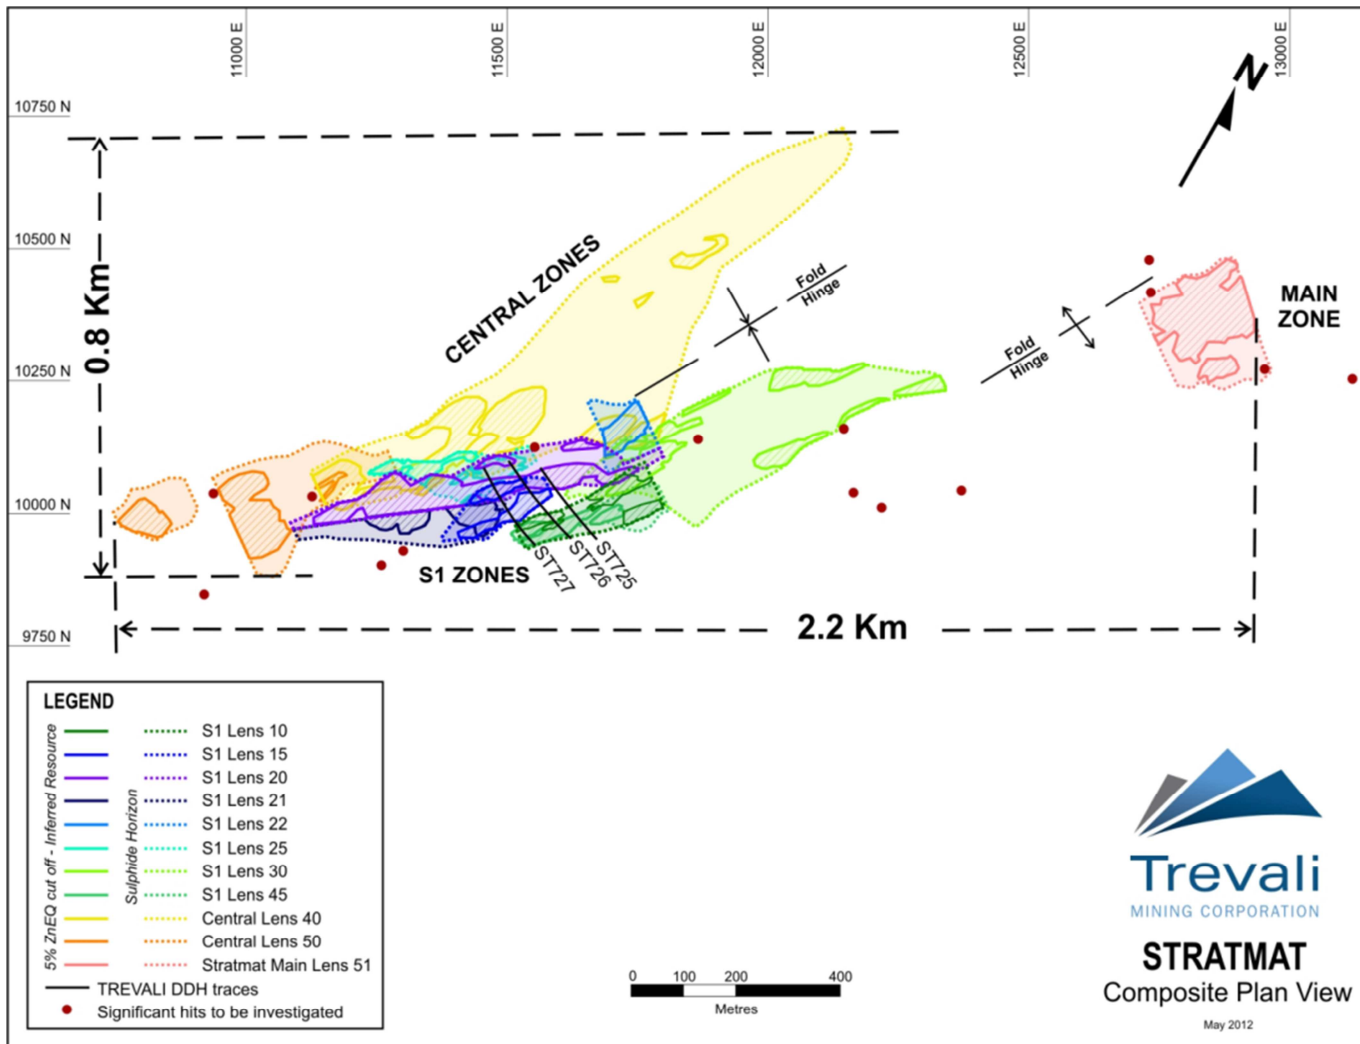 11000 E
11500 E
12000 E
12500 E
13000 E
N
10750 N
10500 N
10250 N
10000 N
9750 N
0.8 Km
CENTRAL ZONES
Fold
Hinge
Fold
Hinge
MAIN
ZONE
S1 ZONES
ST727
ST726
ST725
2.2 Km
LEGEND
5% ZnEQ cut off - Inferred Resource
Sulphide Horizon
S1 Lens 10
S1 Lens 15
S1 Lens 20
S1 Lens 21
S1 Lens 22
S1 Lens 25
S1 Lens 30
S1 Lens 45
Central Lens 40
Central Lens 50
Stratmat Main Lens 51
TREVALI DDH traces
Significant hits to be investigated
0 100 200 400
Metres
Trevali
MINING CORPORATION
STRATMAT
Composite Plan View
May 2012